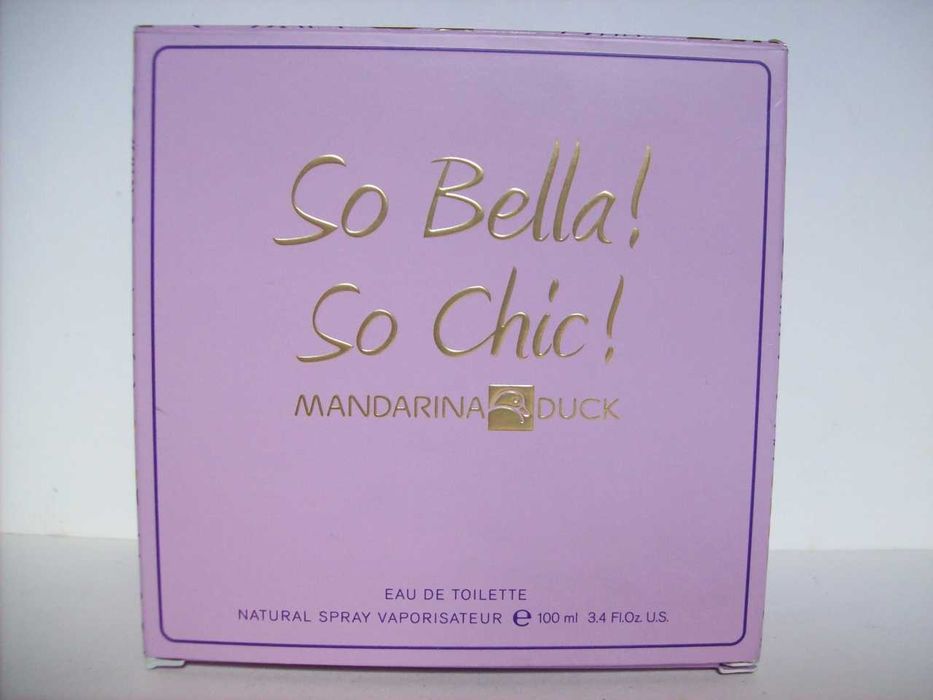 So Bella!
So Chic!
MANDARINA DUCK
EAU DE TOILETTE
NATURAL SPRAY VAPORISATEUR e 100 ml 3.4 Fl.Oz. U.S.